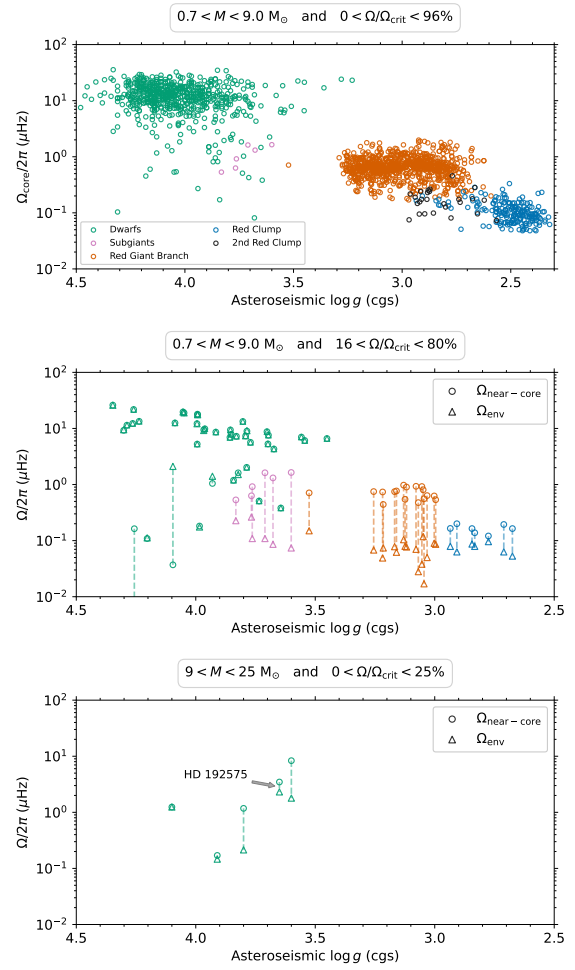 0.7 < M < 9.0 M⊙ and 0 < Ω/Ωcrit < 96%
10²
10¹
10⁰
10⁻¹
10⁻²
Ωcore/2π (μHz)
Dwarfs
Subgiants
Red Giant Branch
Red Clump
2nd Red Clump
4.5 4.0 3.5 3.0 2.5
Asteroseismic log g (cgs)
0.7 < M < 9.0 M⊙ and 16 < Ω/Ωcrit < 80%
10²
10¹
10⁰
10⁻¹
10⁻²
Ω/2π (μHz)
Ωnear−core
Ωenv
4.5 4.0 3.5 3.0 2.5
Asteroseismic log g (cgs)
9 < M < 25 M⊙ and 0 < Ω/Ωcrit < 25%
10²
10¹
10⁰
10⁻¹
10⁻²
Ω/2π (μHz)
Ωnear−core
Ωenv
HD 192575
4.5 4.0 3.5 3.0 2.5
Asteroseismic log g (cgs)